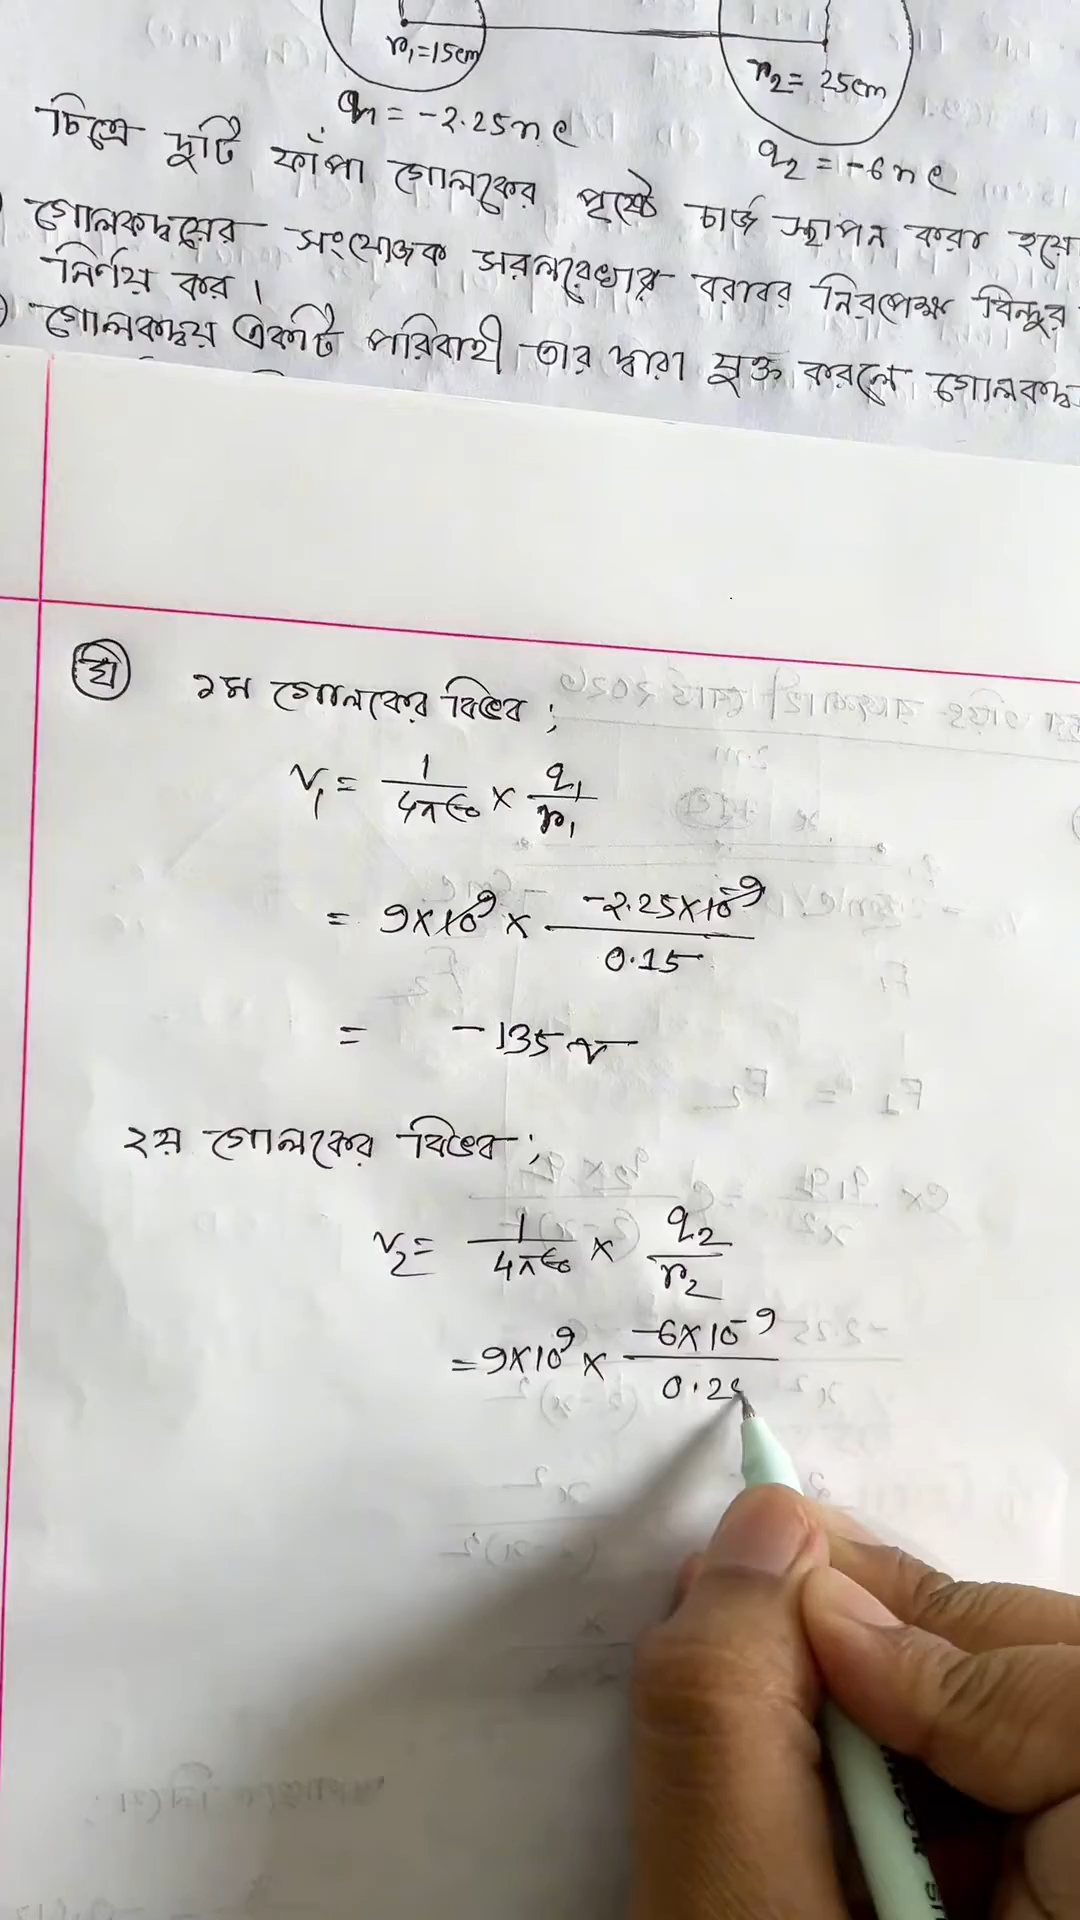 r₁=15cm
r₂= 25cm
q₁ = -2.25nc
q₂ = -6nc
চিত্রে দুটি ফাঁপা গোলকের পৃষ্ঠে চার্জ স্থাপন করা হয়ে
গোলকদ্বয়ের সংযোজক সরলরেখার বরাবর নিরপেক্ষ বিন্দুর
নির্ণয় কর।
গোলকদ্বয় একটি পরিবাহী তার দ্বারা যুক্ত করলে গোলকদ্ব
ঘ ১ম গোলকের বিভব ;
V₁ = 1/4πϵ₀ × q₁/r₁
= 9×10⁹ × -2.25×10⁻⁹/0.15
= -135 V
২য় গোলকের বিভব ;
V₂ = 1/4πϵ₀ × q₂/r₂
= 9×10⁹ × -6×10⁻⁹/0.25